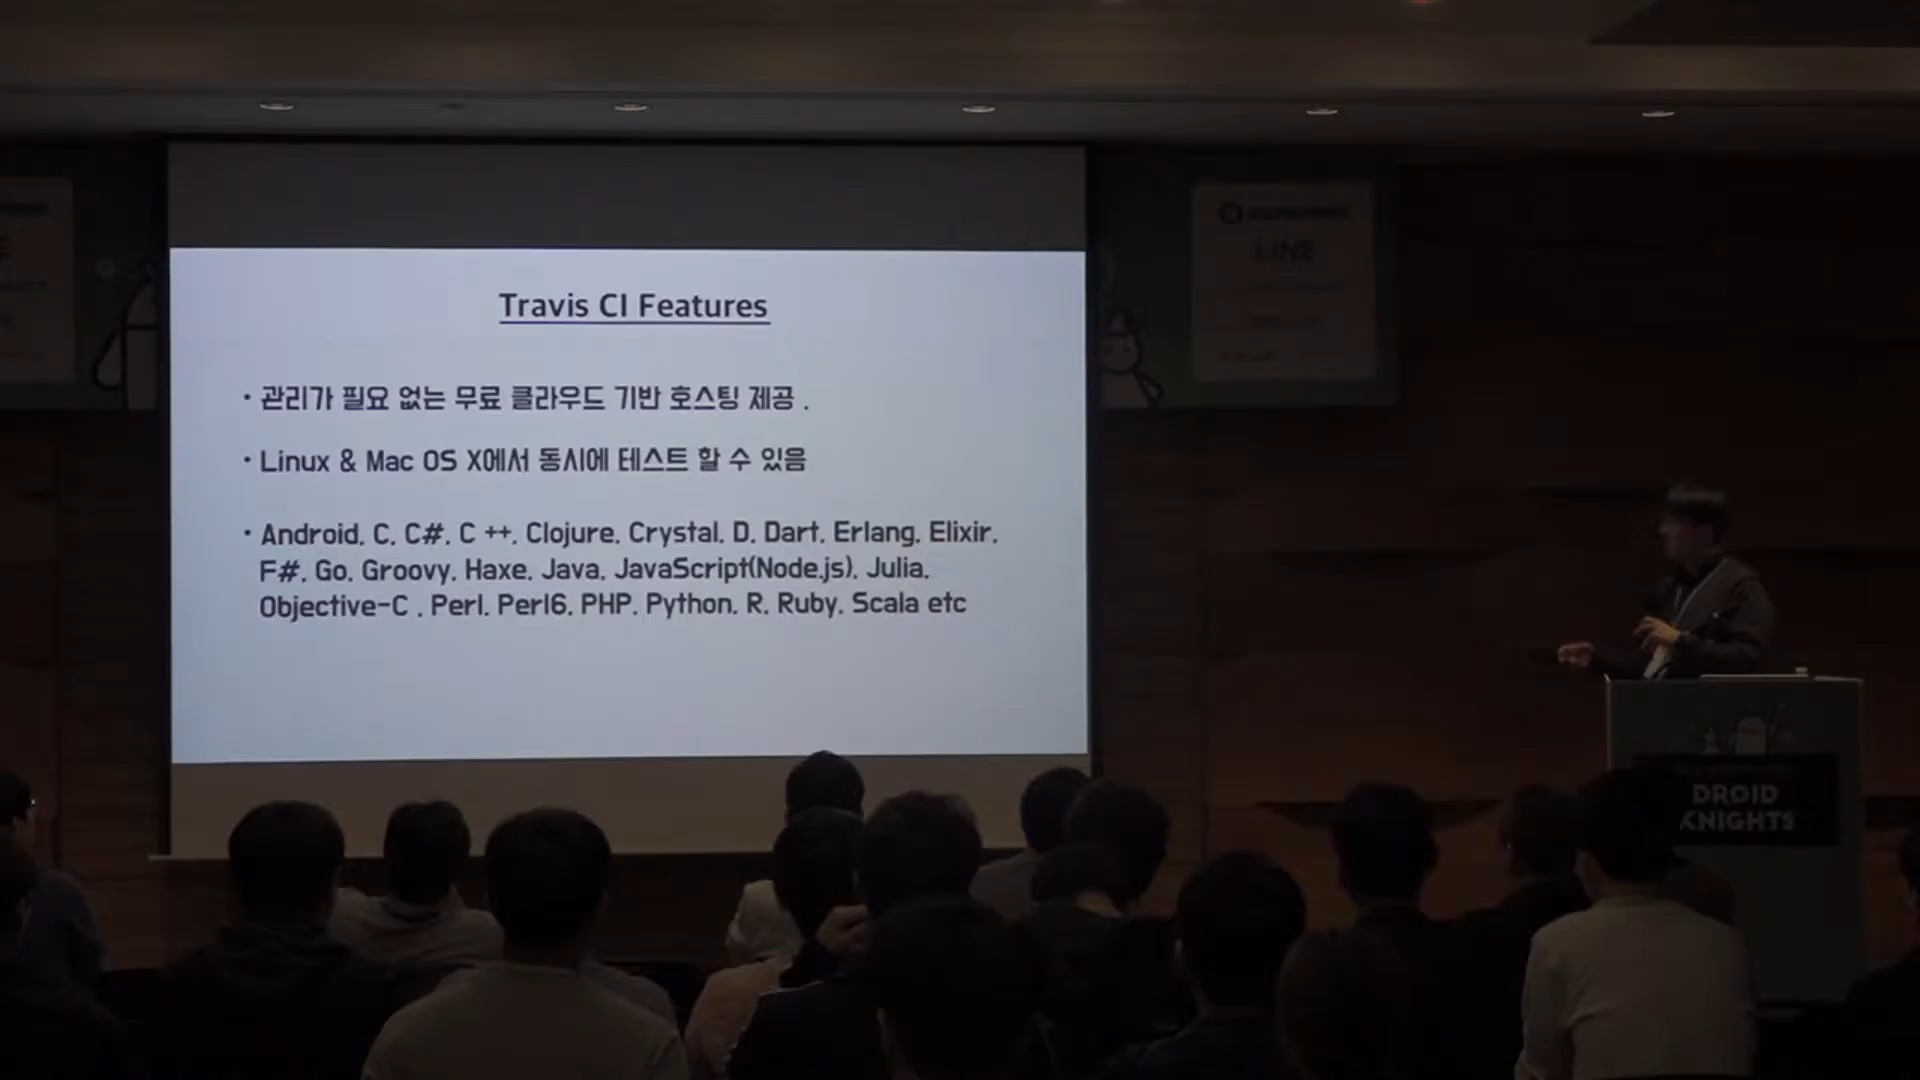 Travis CI Features
• 관리가 필요 없는 무료 클라우드 기반 호스팅 제공 .
• Linux & Mac OS X에서 동시에 테스트 할 수 있음
• Android, C, C#, C ++, Clojure, Crystal, D, Dart, Erlang, Elixir,
F#, Go, Groovy, Haxe, Java, JavaScript(Node.js), Julia,
Objective-C , Perl, Perl6, PHP, Python, R, Ruby, Scala etc
LINE
DROID
KNIGHTS